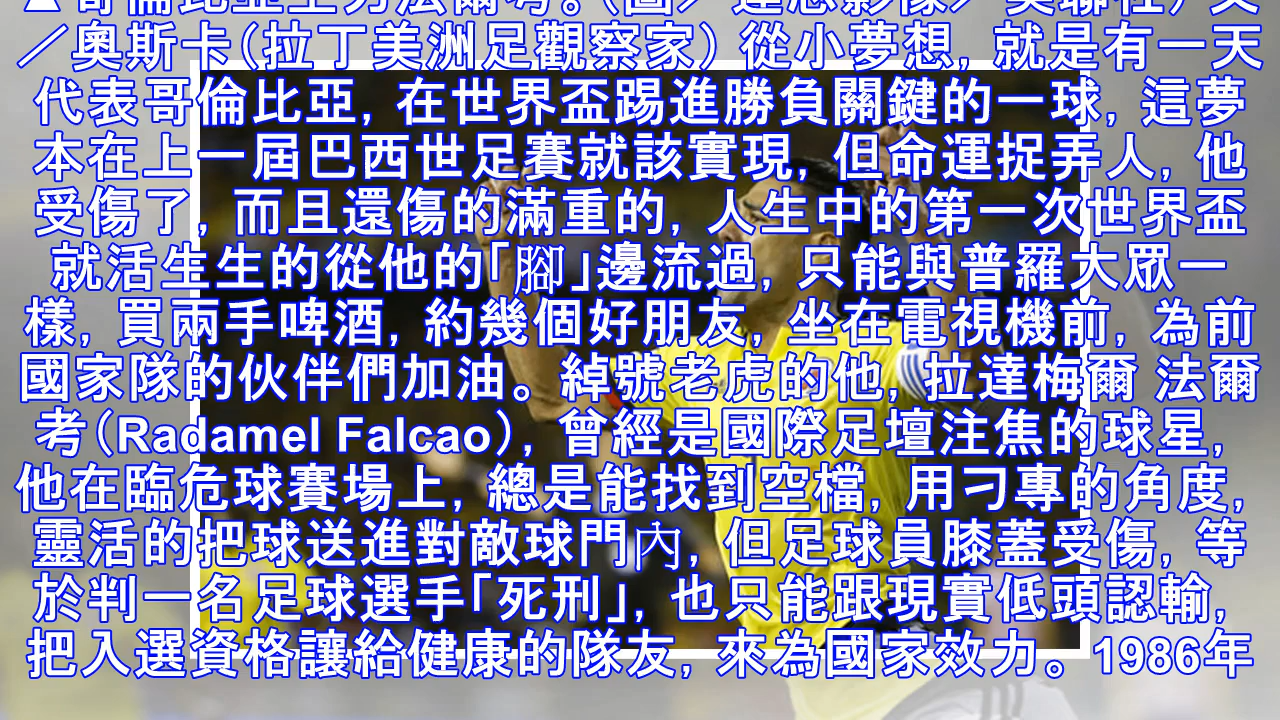 ▲哥倫比亞主力法爾考。（圖／達志影像／美聯社） 文
／奧斯卡（拉丁美洲足觀察家） 從小夢想, 就是有一天
代表哥倫比亞, 在世界盃踢進勝負關鍵的一球, 這夢
本在上一屆巴西世足賽就該實現, 但命運捉弄人, 他
受傷了, 而且還傷的滿重的, 人生中的第一次世界盃
就活生生的從他的「腳」邊流過, 只能與普羅大眾一
樣, 買兩手啤酒, 約幾個好朋友, 坐在電視機前, 為前
國家隊的伙伴們加油。綽號老虎的他, 拉達梅爾 法爾
考（Radamel Falcao）, 曾經是國際足壇注焦的球星,
他在臨危球賽場上, 總是能找到空檔, 用刁專的角度,
靈活的把球送進對敵球門內, 但足球員膝蓋受傷, 等
於判一名足球選手「死刑」, 也只能跟現實低頭認輸,
把入選資格讓給健康的隊友, 來為國家效力。1986年